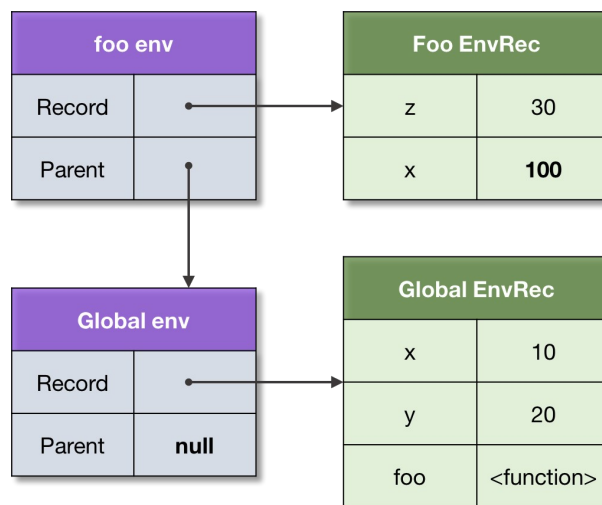 foo env
Record
Parent
Foo EnvRec
z 30
x 100
Global env
Record
Parent null
Global EnvRec
x 10
y 20
foo <function>